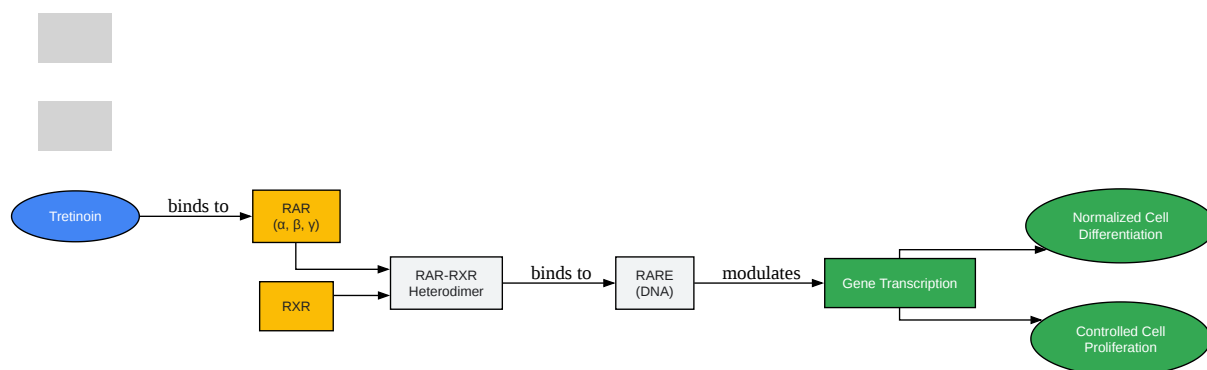 Tretinoin
binds to
RAR
(α, β, γ)
RXR
RAR-RXR
Heterodimer
binds to
RARE
(DNA)
modulates
Gene Transcription
Normalized Cell
Differentiation
Controlled Cell
Proliferation